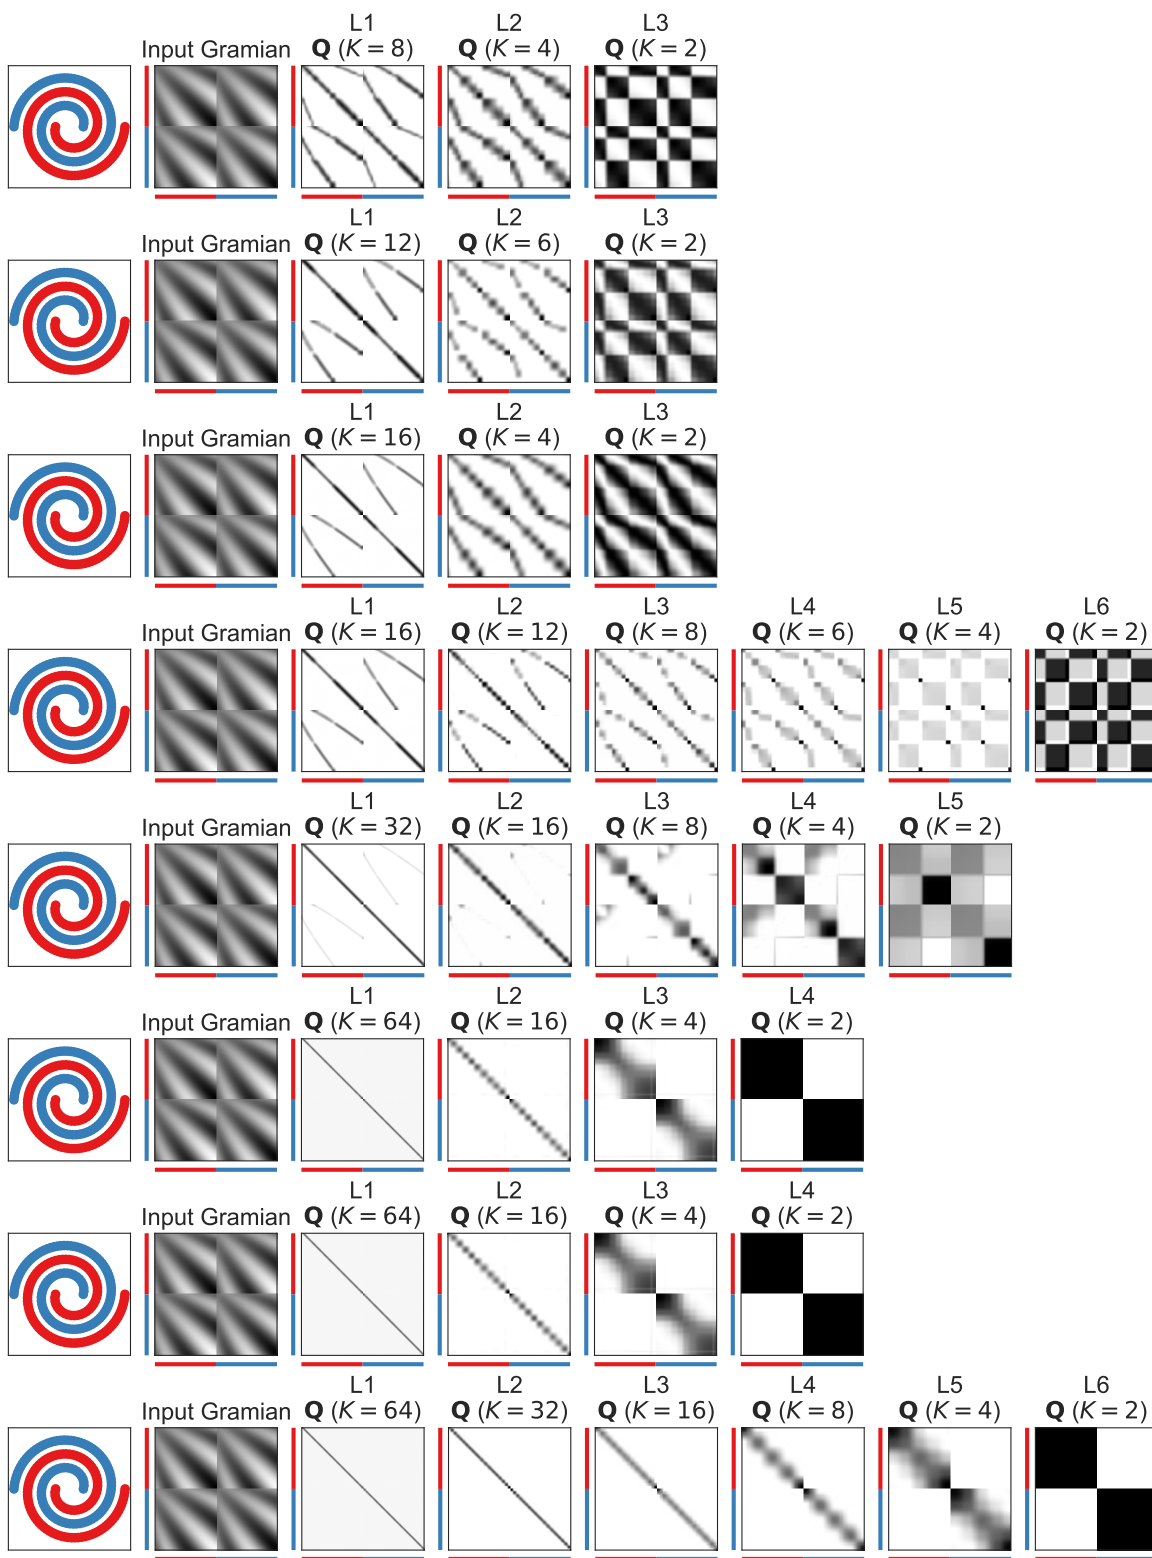 L1 L2 L3
Input Gramian Q (K = 8) Q (K = 4) Q (K = 2)
L1 L2 L3
Input Gramian Q (K = 12) Q (K = 6) Q (K = 2)
L1 L2 L3
Input Gramian Q (K = 16) Q (K = 4) Q (K = 2)
L1 L2 L3 L4 L5 L6
Input Gramian Q (K = 16) Q (K = 12) Q (K = 8) Q (K = 6) Q (K = 4) Q (K = 2)
L1 L2 L3 L4 L5
Input Gramian Q (K = 32) Q (K = 16) Q (K = 8) Q (K = 4) Q (K = 2)
L1 L2 L3 L4
Input Gramian Q (K = 64) Q (K = 16) Q (K = 4) Q (K = 2)
L1 L2 L3 L4
Input Gramian Q (K = 64) Q (K = 16) Q (K = 4) Q (K = 2)
L1 L2 L3 L4 L5 L6
Input Gramian Q (K = 64) Q (K = 32) Q (K = 16) Q (K = 8) Q (K = 4) Q (K = 2)